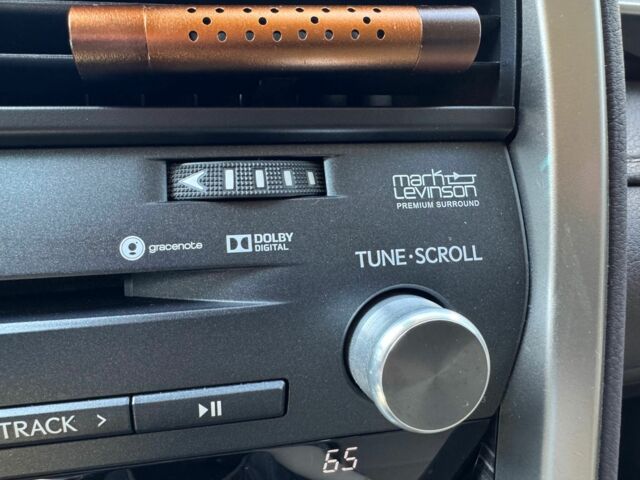 mark
Levinson
PREMIUM SURROUND
gracenote
DOLBY
DIGITAL
TUNE·SCROLL
TRACK >
65